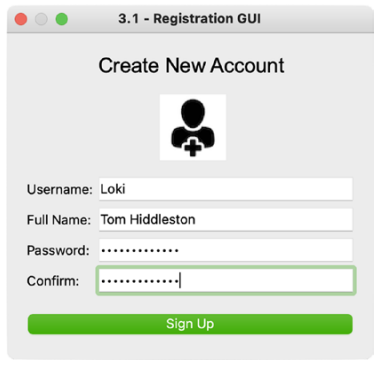 3.1 - Registration GUI
Create New Account
Username: Loki
Full Name: Tom Hiddleston
Password: •••••••••••••
Confirm: •••••••••••••
Sign Up